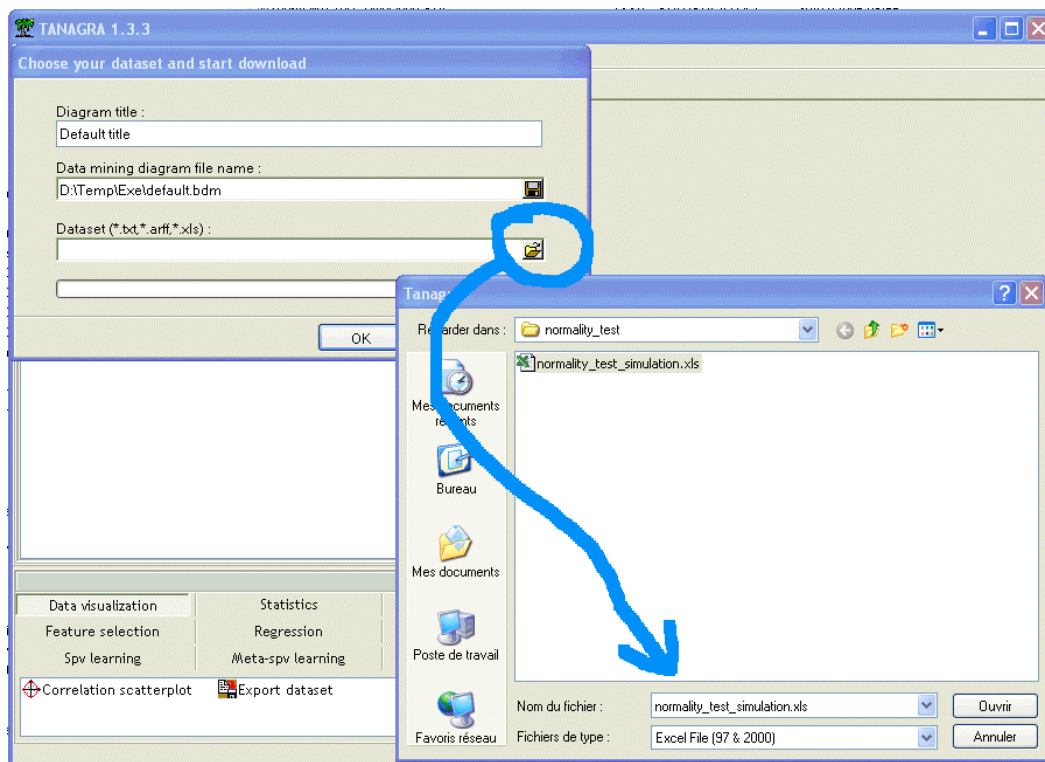 TANAGRA 1.3.3
Choose your dataset and start download
Diagram title :
Default title
Data mining diagram file name :
D:\Temp\Exe\default.bdm
Dataset (*.txt,*.arff,*.xls) :
OK
Regarder dans :
normality_test
normality_test_simulation.xls
Mes documents
récents
Bureau
Mes documents
Poste de travail
Favoris réseau
Nom du fichier :
normality_test_simulation.xls
Ouvrir
Fichiers de type :
Excel File (97 & 2000)
Annuler
Data visualization
Statistics
Feature selection
Regression
Spv learning
Meta-spv learning
Correlation scatterplot
Export dataset